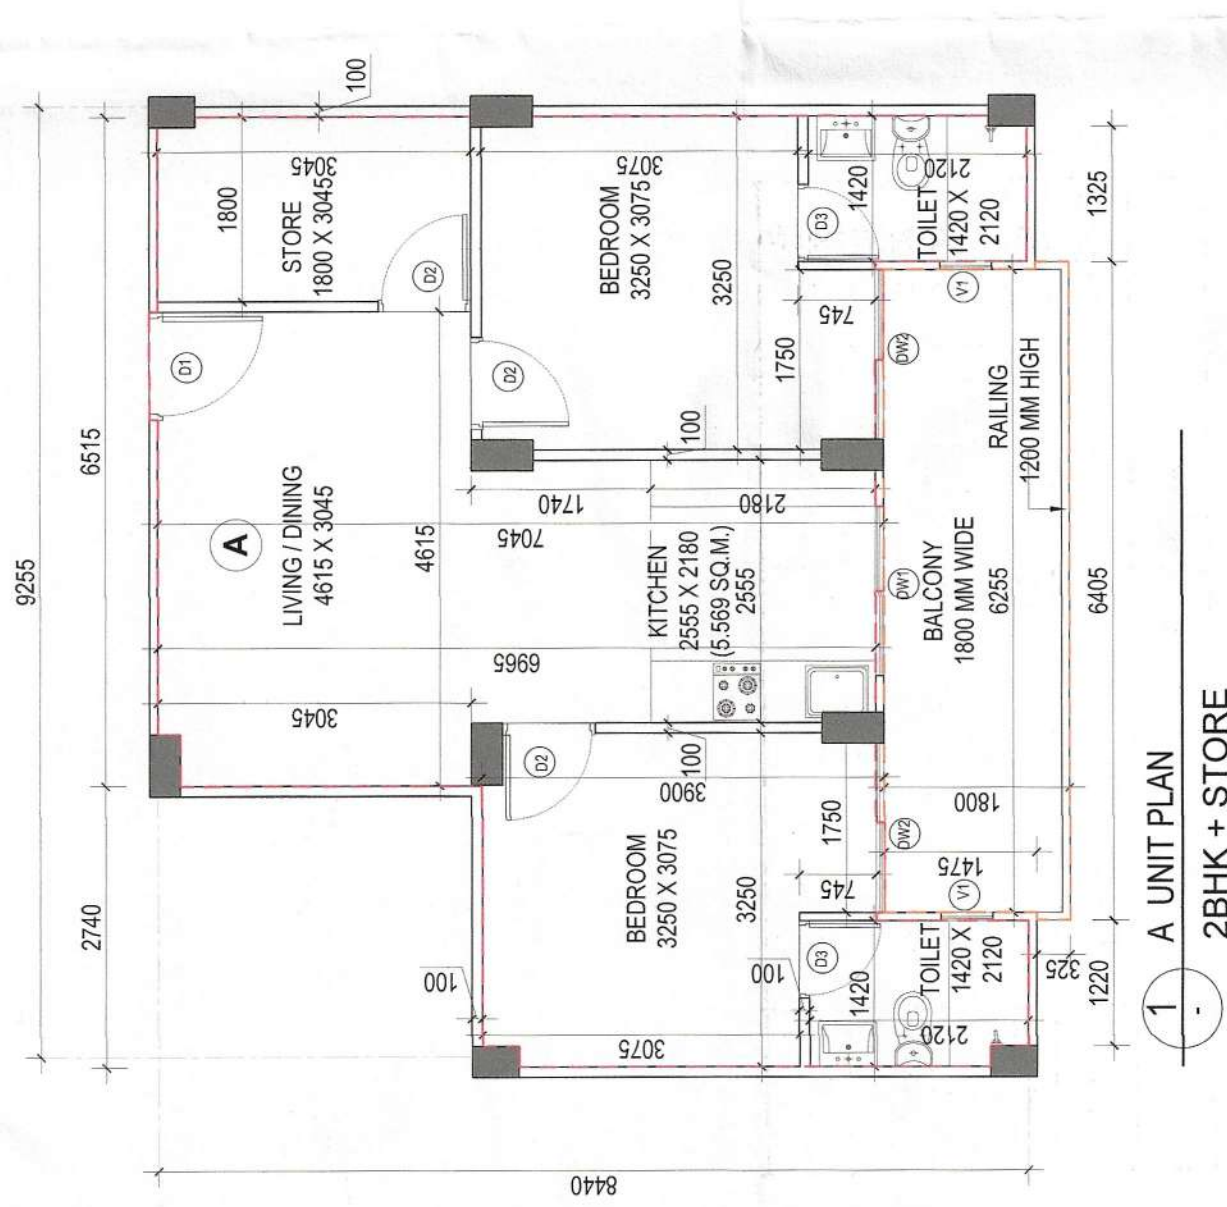 9255
6515
2740
100
3045
1800
STORE
1800 X 3045
D2
D1
A
LIVING / DINING
4615 X 3045
4615
7045
6965
3045
3075
BEDROOM
3250 X 3075
3250
D2
100
745
1750
D3
1420
TOILET
1420 X
2120
2120
1325
1740
2180
KITCHEN
2555 X 2180
(5.569 SQ.M.)
2555
D2
100
3900
BEDROOM
3250 X 3075
3250
1750
745
100
100
3075
D3
1420
TOILET
1420 X
2120
2120
V1
DW2
DW1
DW2
V1
BALCONY
1800 MM WIDE
6255
RAILING
1200 MM HIGH
1800
1475
325
6405
1220
8440
1
-
A UNIT PLAN
2BHK + STORE